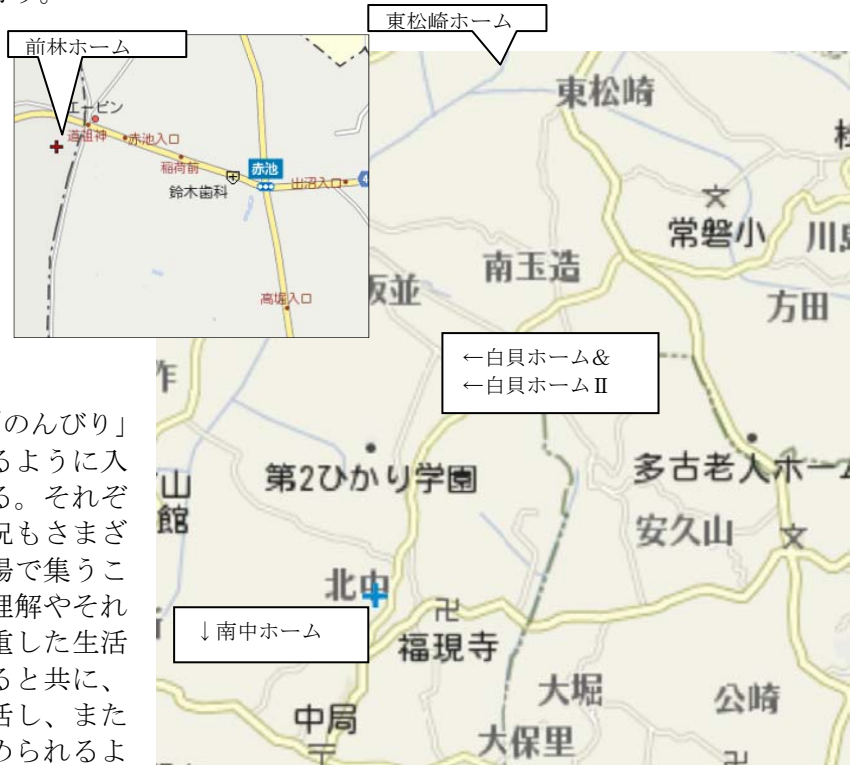 東松崎ホーム
前林ホーム
エービン
道祖神
赤池入口
稲荷前
赤池
鈴木歯科
出沼入口
高堀入口
東松崎
常磐小
川島
南玉造
並
方田
←白貝ホーム&
←白貝ホームⅡ
作
のんびり」
るように入
る。それぞ
況もさまざ
場で集うこ
理解やそれ
重した生活
ると共に、
活し、また
められるよ
第2ひかり学園
多古老人ホーム
山
館
安久山
北中
↓南中ホーム
福現寺
大堀
公崎
中局
大保里